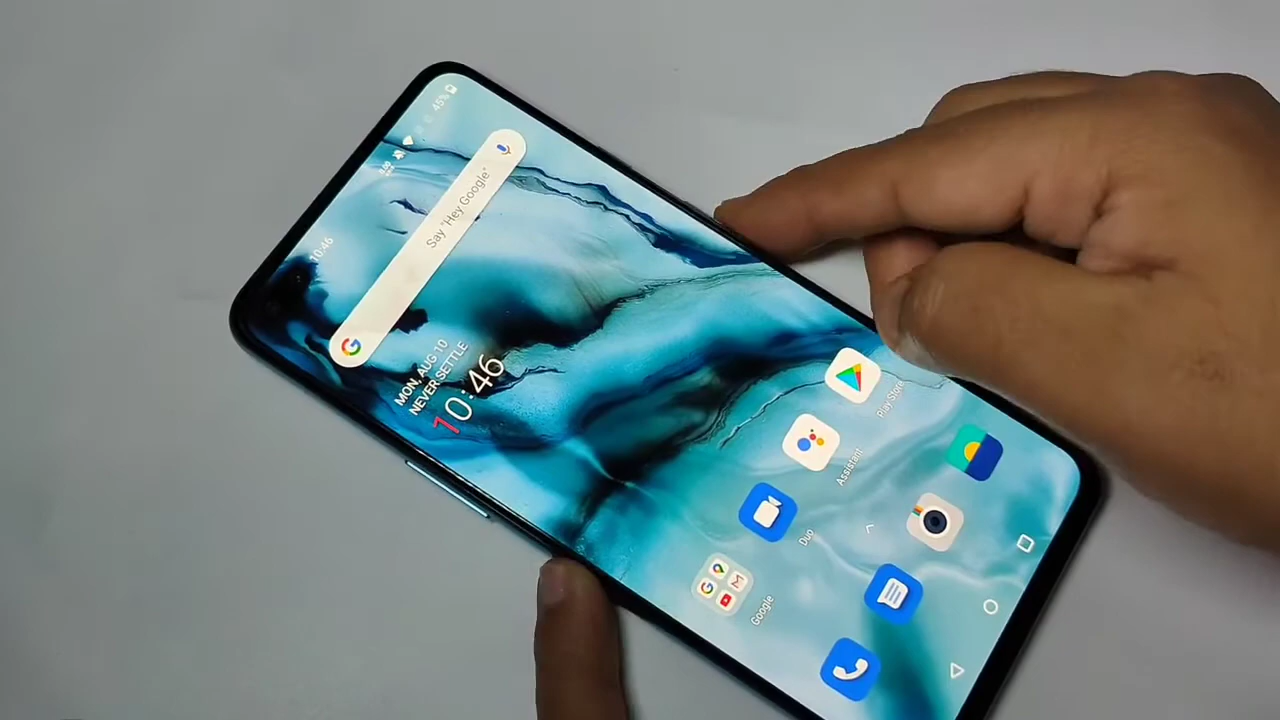 10:46
45%
Say "Hey Google"
MON, AUG 10
NEVER SETTLE
10:46
Google
Duo
Assistant
Play Store